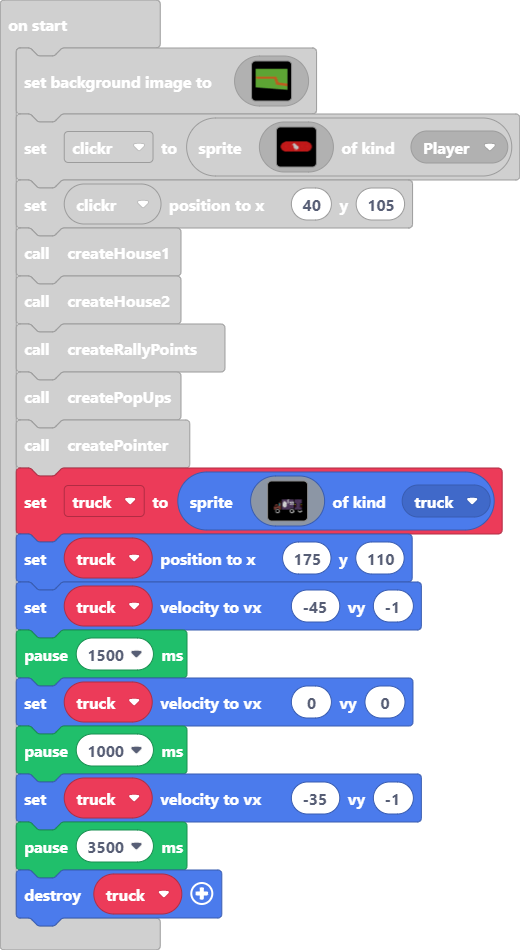 on start
set background image to
set clickr to sprite of kind Player
set clickr position to x 40 y 105
call createHouse1
call createHouse2
call createRallyPoints
call createPopUps
call createPointer
set truck to sprite of kind truck
set truck position to x 175 y 110
set truck velocity to vx -45 vy -1
pause 1500 ms
set truck velocity to vx 0 vy 0
pause 1000 ms
set truck velocity to vx -35 vy -1
pause 3500 ms
destroy truck